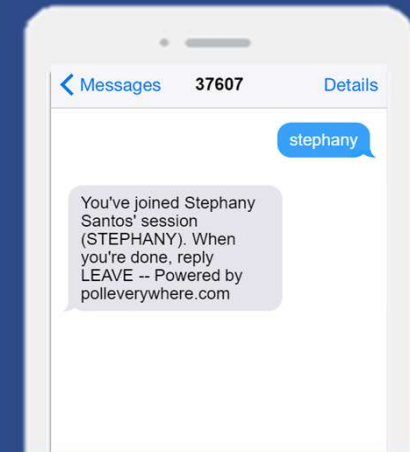 Messages 37607 Details
stephany
You've joined Stephany
Santos' session
(STEPHANY). When
you're done, reply
LEAVE -- Powered by
polleverywhere.com